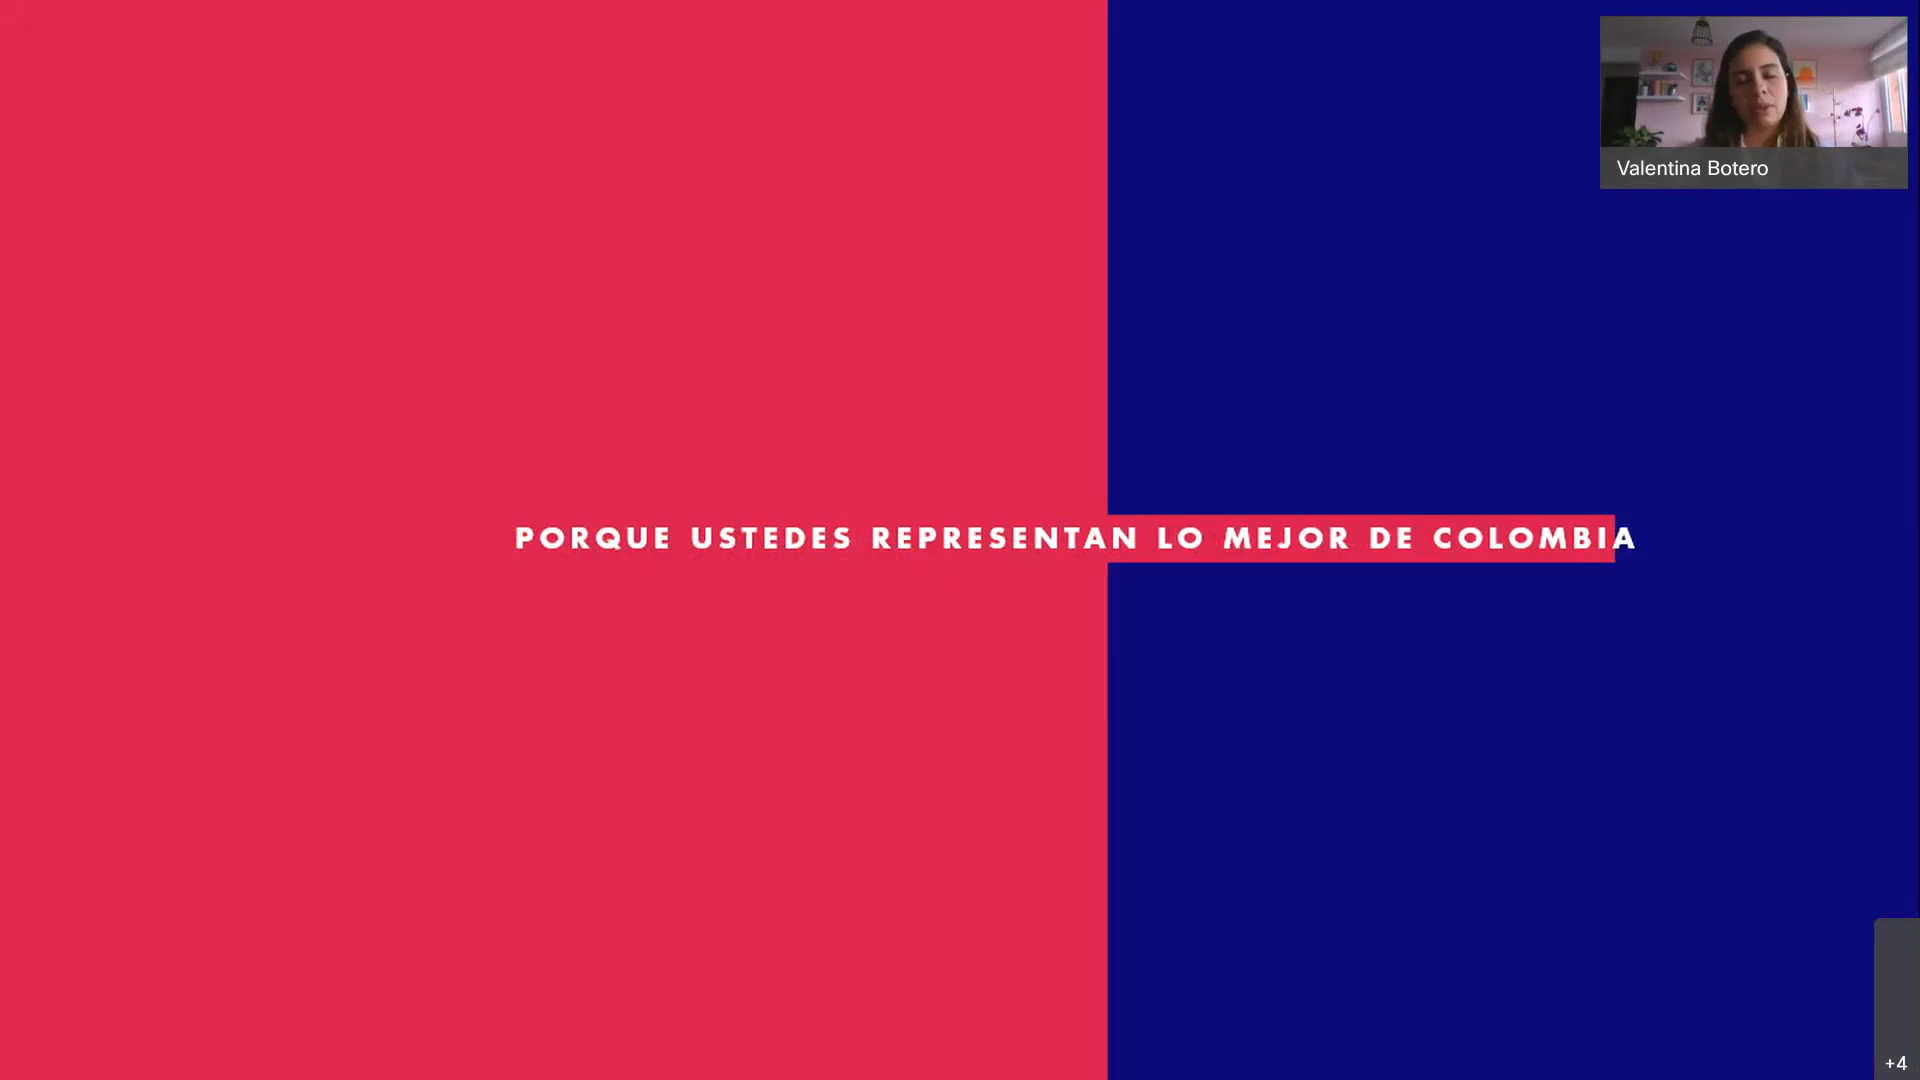 Valentina Botero
PORQUE USTEDES REPRESENTAN LO MEJOR DE COLOMBIA
+4